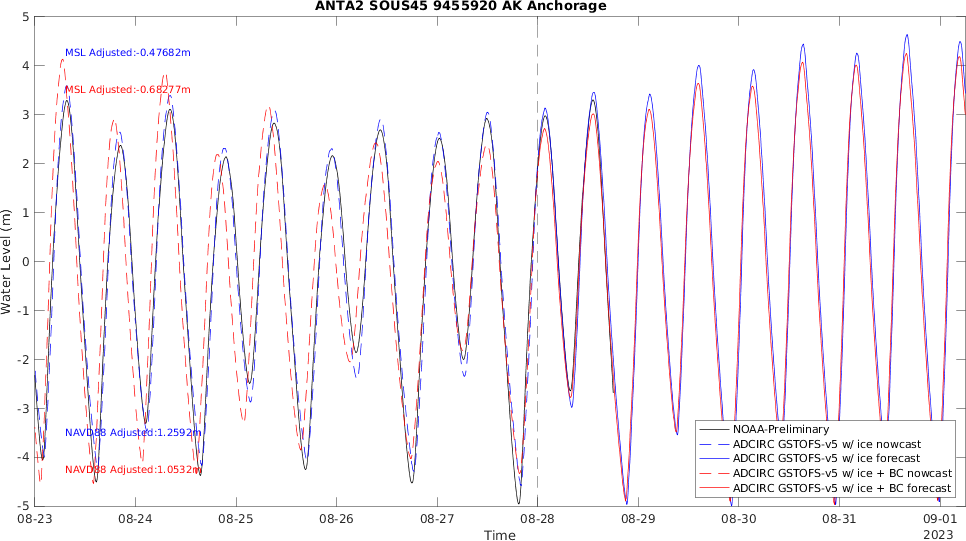 ANTA2 SOUS45 9455920 AK Anchorage
5
4
3
2
1
0
-1
-2
-3
-4
-5
Water Level (m)
MSL Adjusted:-0.47682m
MSL Adjusted:-0.68277m
NAVD88 Adjusted:1.2592m
NAVD88 Adjusted:1.0532m
NOAA-Preliminary
ADCIRC GSTOFS-v5 w/ ice nowcast
ADCIRC GSTOFS-v5 w/ ice forecast
ADCIRC GSTOFS-v5 w/ ice + BC nowcast
ADCIRC GSTOFS-v5 w/ ice + BC forecast
08-23 08-24 08-25 08-26 08-27 08-28 08-29 08-30 08-31 09-01
2023
Time